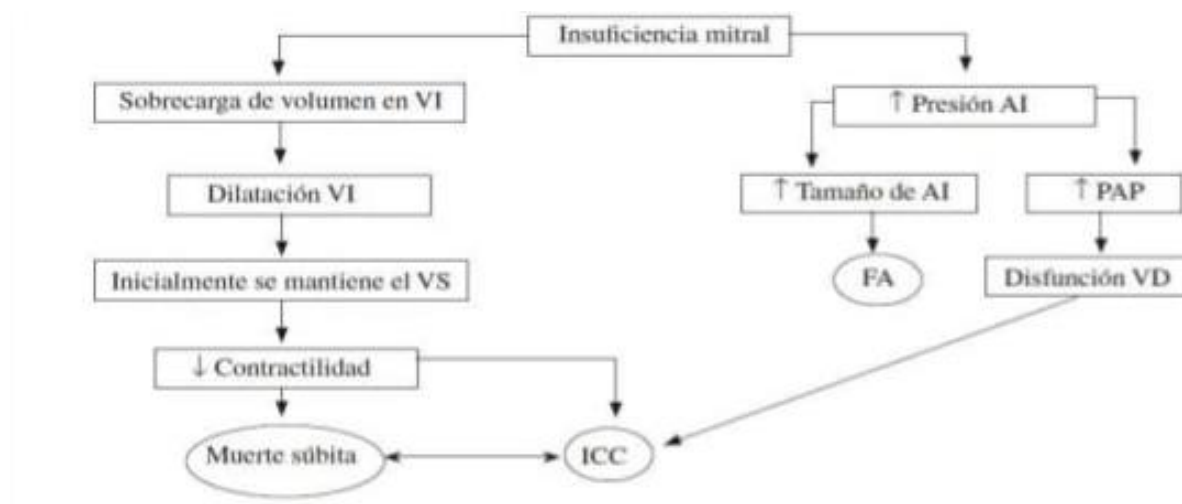 Insuficiencia mitral
Sobrecarga de volumen en VI
↑ Presión AI
Dilatación VI
↑ Tamaño de AI
↑ PAP
Inicialmente se mantiene el VS
FA
Disfunción VD
↓ Contractilidad
Muerte súbita
ICC